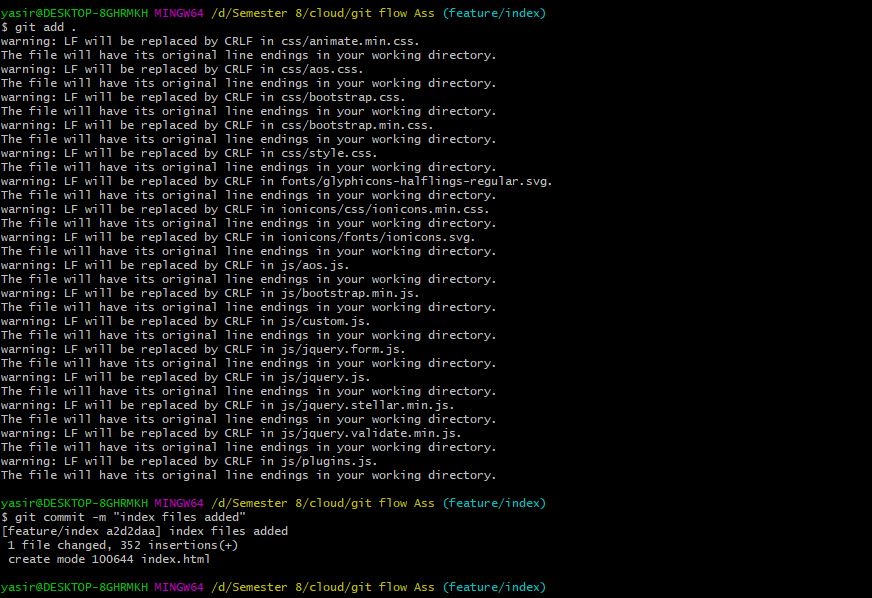 yasir@DESKTOP-8GHRMKH MINGW64 /d/Semester 8/cloud/git flow Ass (feature/index)
$ git add .
warning: LF will be replaced by CRLF in css/animate.min.css.
The file will have its original line endings in your working directory.
warning: LF will be replaced by CRLF in css/aos.css.
The file will have its original line endings in your working directory.
warning: LF will be replaced by CRLF in css/bootstrap.css.
The file will have its original line endings in your working directory.
warning: LF will be replaced by CRLF in css/bootstrap.min.css.
The file will have its original line endings in your working directory.
warning: LF will be replaced by CRLF in css/style.css.
The file will have its original line endings in your working directory.
warning: LF will be replaced by CRLF in fonts/glyphicons-halflings-regular.svg.
The file will have its original line endings in your working directory.
warning: LF will be replaced by CRLF in ionicons/css/ionicons.min.css.
The file will have its original line endings in your working directory.
warning: LF will be replaced by CRLF in ionicons/fonts/ionicons.svg.
The file will have its original line endings in your working directory.
warning: LF will be replaced by CRLF in js/aos.js.
The file will have its original line endings in your working directory.
warning: LF will be replaced by CRLF in js/bootstrap.min.js.
The file will have its original line endings in your working directory.
warning: LF will be replaced by CRLF in js/custom.js.
The file will have its original line endings in your working directory.
warning: LF will be replaced by CRLF in js/jquery.form.js.
The file will have its original line endings in your working directory.
warning: LF will be replaced by CRLF in js/jquery.js.
The file will have its original line endings in your working directory.
warning: LF will be replaced by CRLF in js/jquery.stellar.min.js.
The file will have its original line endings in your working directory.
warning: LF will be replaced by CRLF in js/jquery.validate.min.js.
The file will have its original line endings in your working directory.
warning: LF will be replaced by CRLF in js/plugins.js.
The file will have its original line endings in your working directory.
yasir@DESKTOP-8GHRMKH MINGW64 /d/Semester 8/cloud/git flow Ass (feature/index)
$ git commit -m "index files added"
[feature/index a2d2daa] index files added
1 file changed, 352 insertions(+)
create mode 100644 index.html
yasir@DESKTOP-8GHRMKH MINGW64 /d/Semester 8/cloud/git flow Ass (feature/index)